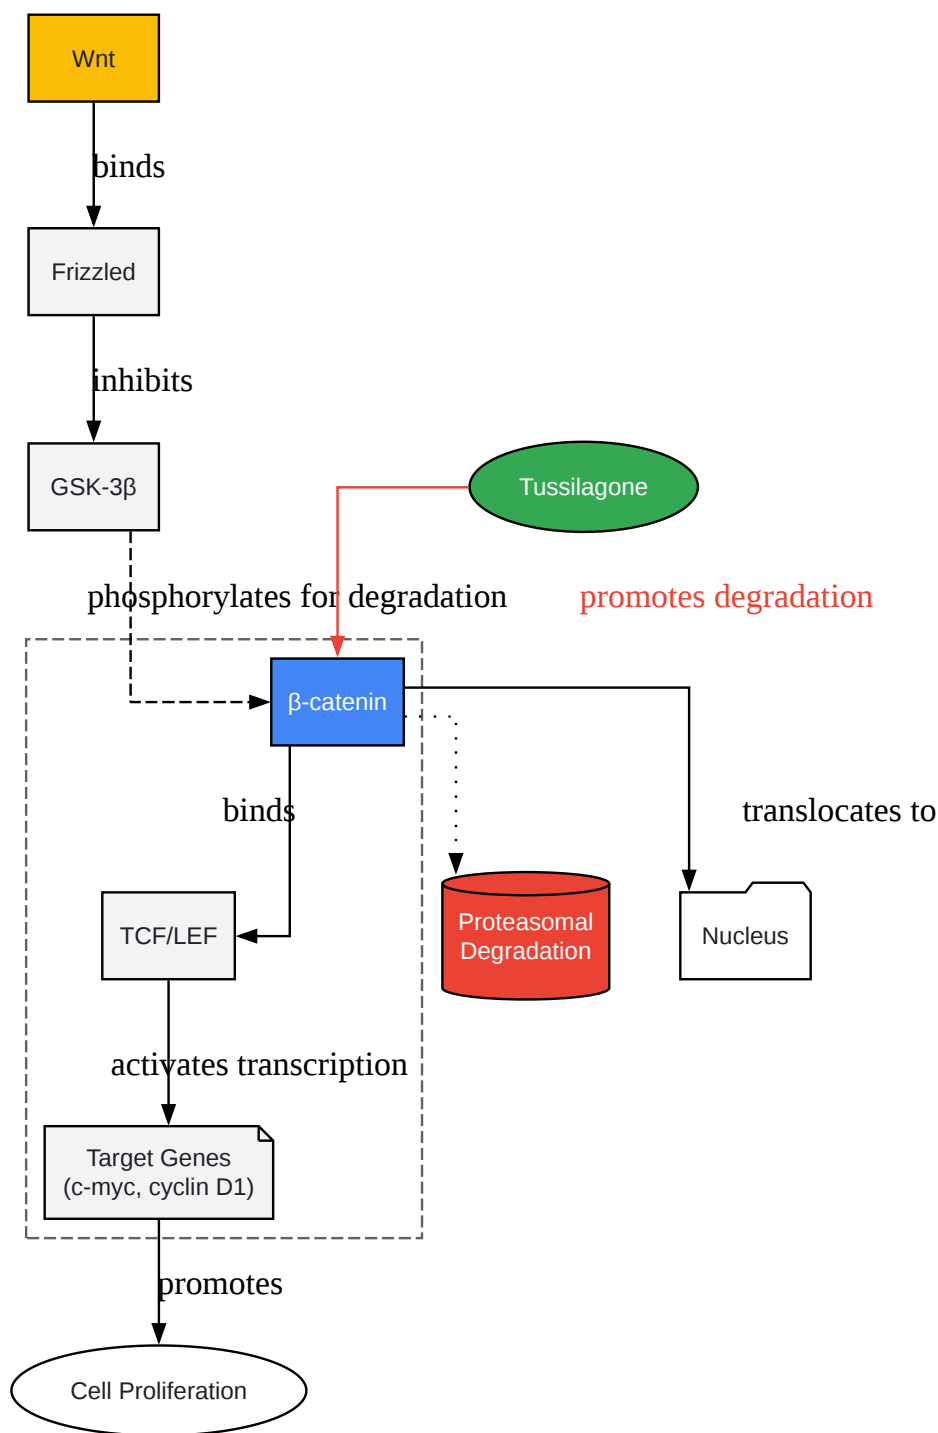 Wnt
binds
Frizzled
inhibits
GSK-3β
Tussilagone
phosphorylates for degradation
promotes degradation
β-catenin
binds
translocates to
TCF/LEF
Proteasomal
Degradation
Nucleus
activates transcription
Target Genes
(c-myc, cyclin D1)
promotes
Cell Proliferation